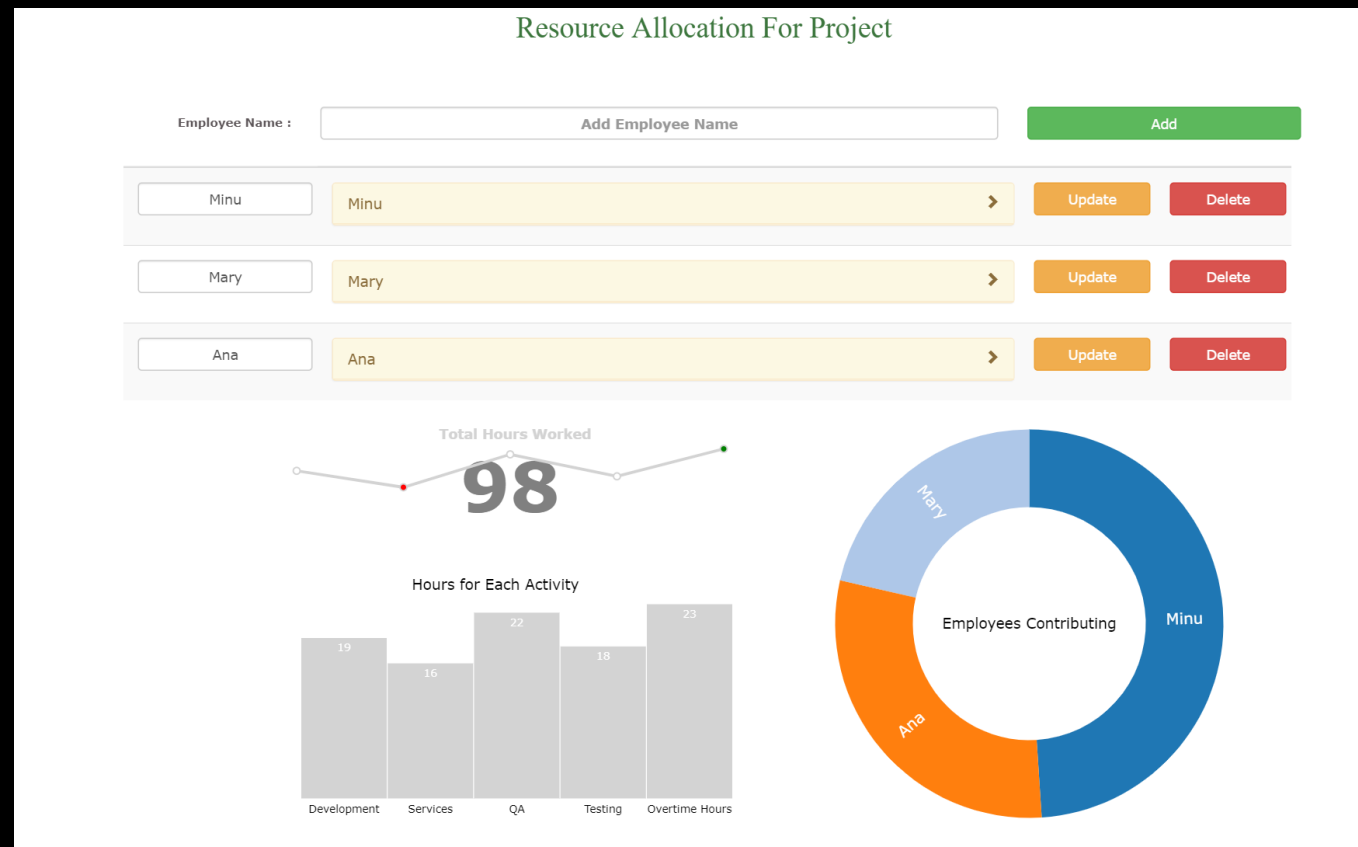 Resource Allocation For Project
Employee Name : Add Employee Name Add
Minu Minu Update Delete
Mary Mary Update Delete
Ana Ana Update Delete
Total Hours Worked
98
Hours for Each Activity
19 16 22 18 23
Development Services QA Testing Overtime Hours
Mary
Minu
Employees Contributing
Ana